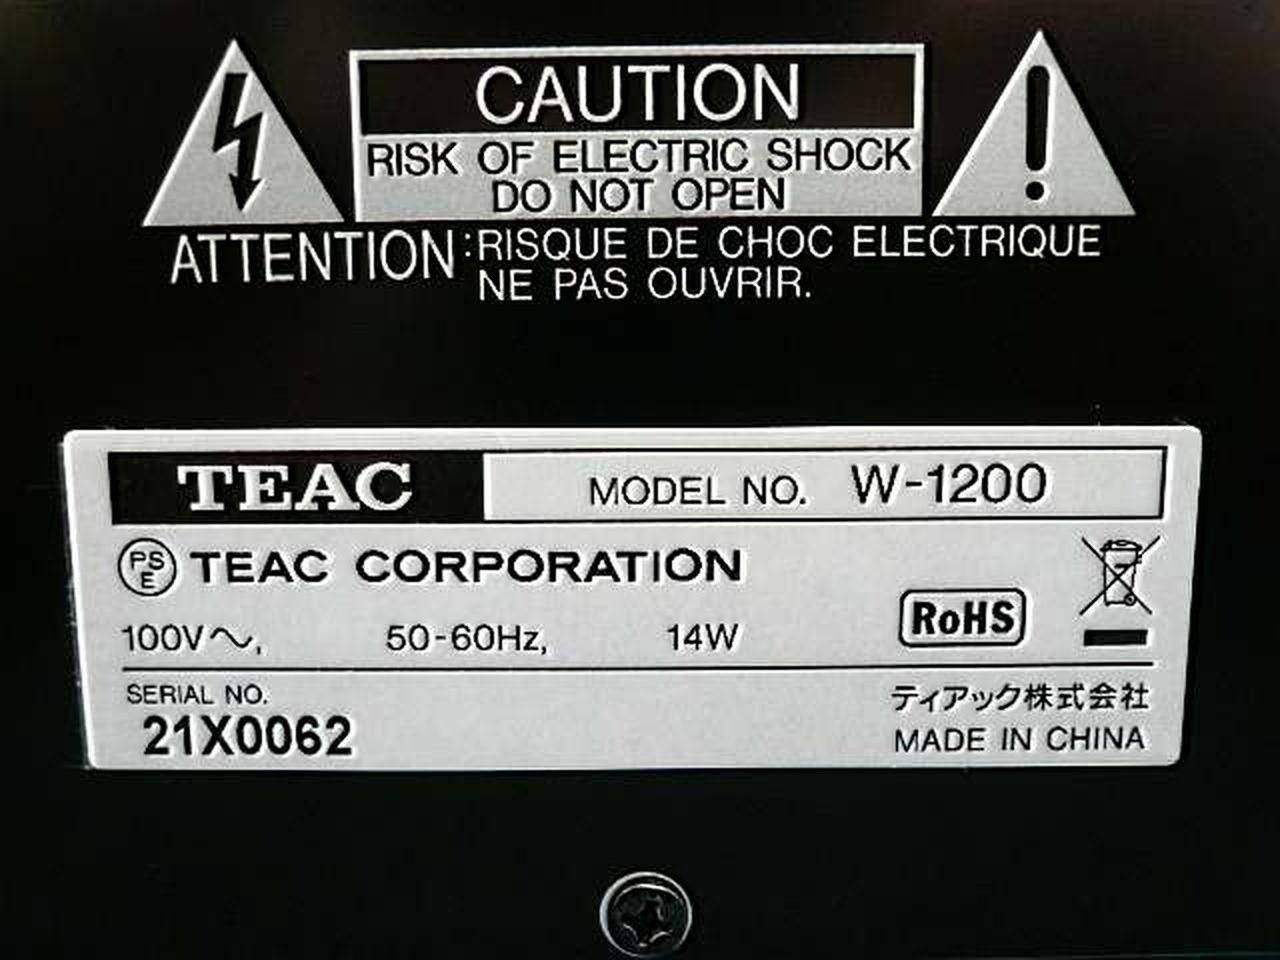 CAUTION
RISK OF ELECTRIC SHOCK
DO NOT OPEN
ATTENTION:RISQUE DE CHOC ELECTRIQUE
NE PAS OUVRIR.
TEAC MODEL NO. W-1200
PS E TEAC CORPORATION
RoHS
100V～, 50-60Hz, 14W
SERIAL NO.
21X0062
ティアック株式会社
MADE IN CHINA